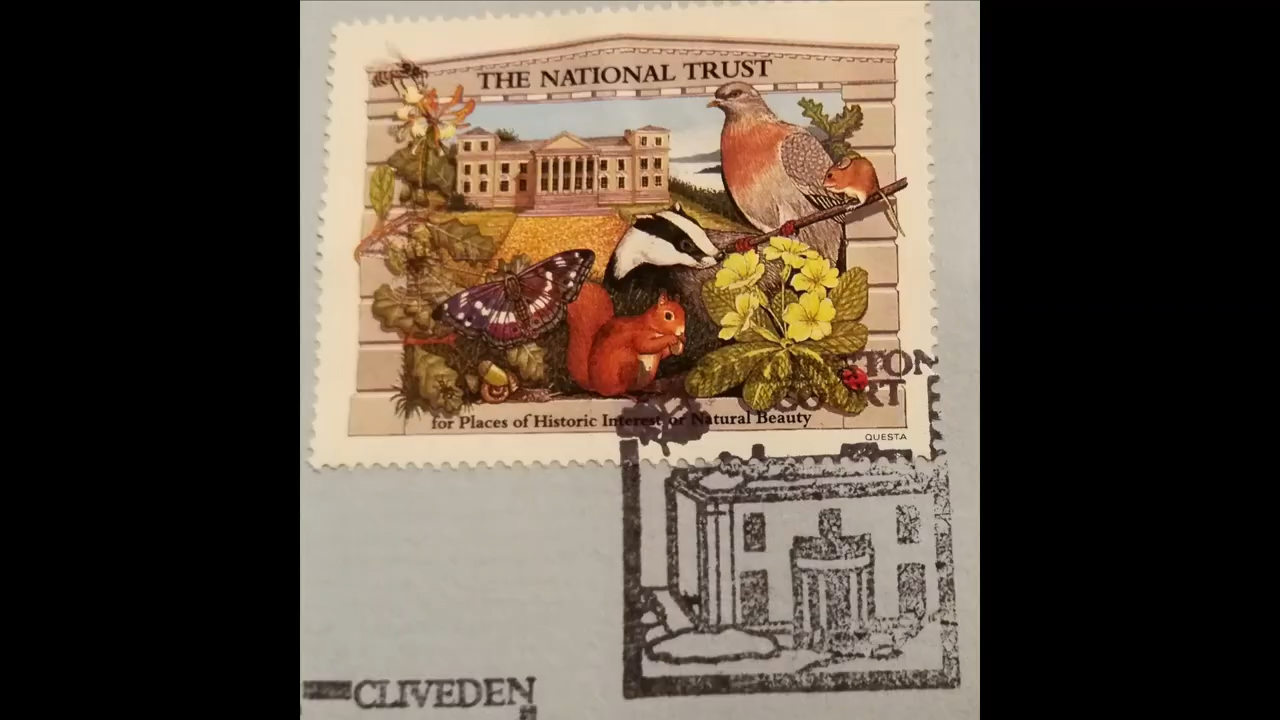 THE NATIONAL TRUST
for Places of Historic Interest or Natural Beauty
QUESTA
CLIVEDEN